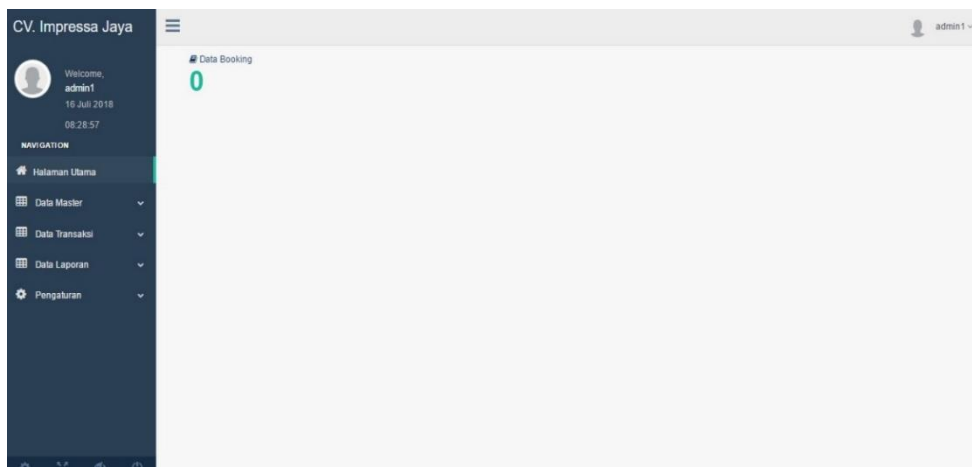 CV. Impressa Jaya
admin1
Welcome,
admin1
16 Juli 2018
08:28:57
NAVIGATION
Halaman Utama
Data Master
Data Transaksi
Data Laporan
Pengaturan
Data Booking
0